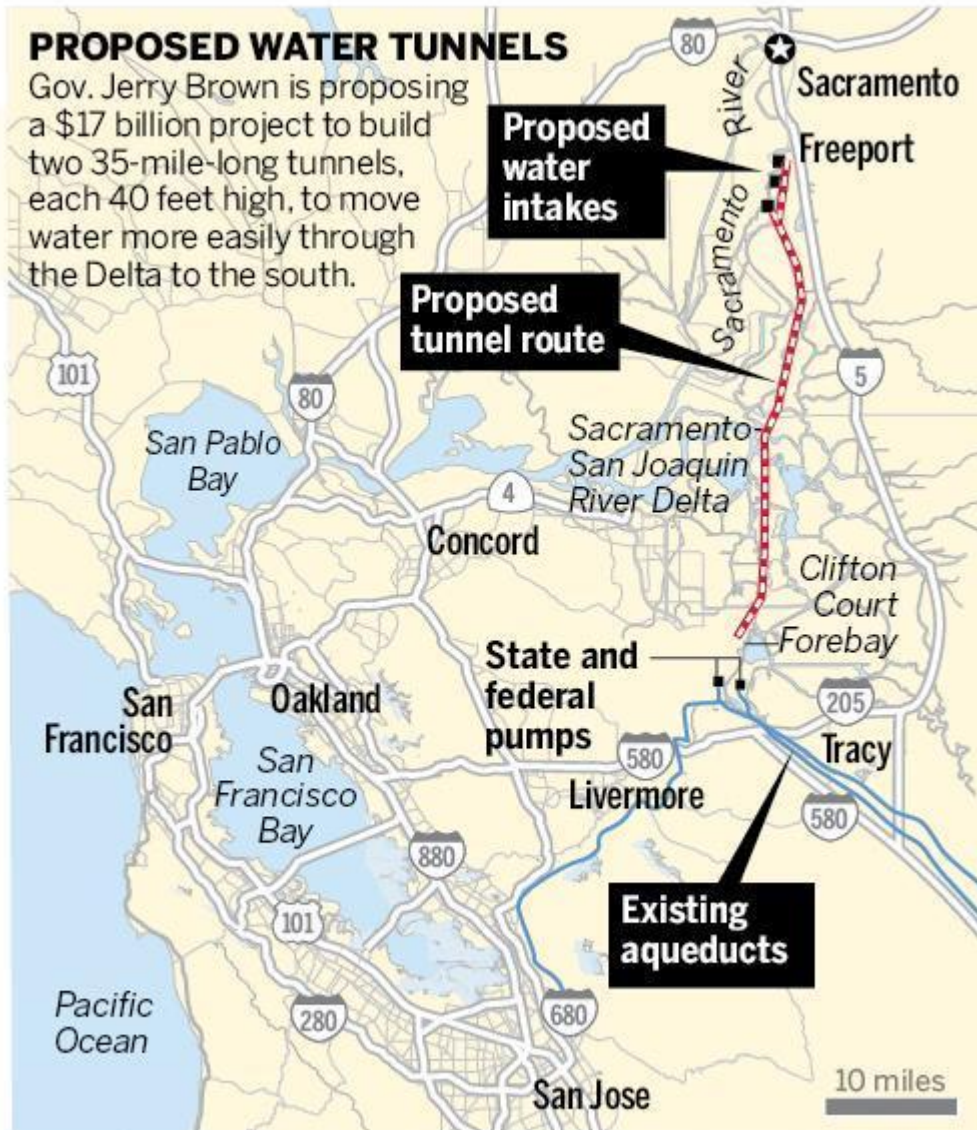 PROPOSED WATER TUNNELS
Gov. Jerry Brown is proposing
a $17 billion project to build
two 35-mile-long tunnels,
each 40 feet high, to move
water more easily through
the Delta to the south.
80
Sacramento
River
Sacramento
Freeport
Proposed
water
intakes
Proposed
tunnel route
101
80
5
San Pablo
Bay
Sacramento-
San Joaquin
River Delta
4
Concord
Clifton
Court
Forebay
State and
federal
pumps
San
Francisco
Oakland
205
Tracy
580
Livermore
San
Francisco
Bay
580
880
Existing
aqueducts
101
Pacific
Ocean
280
680
San Jose
10 miles